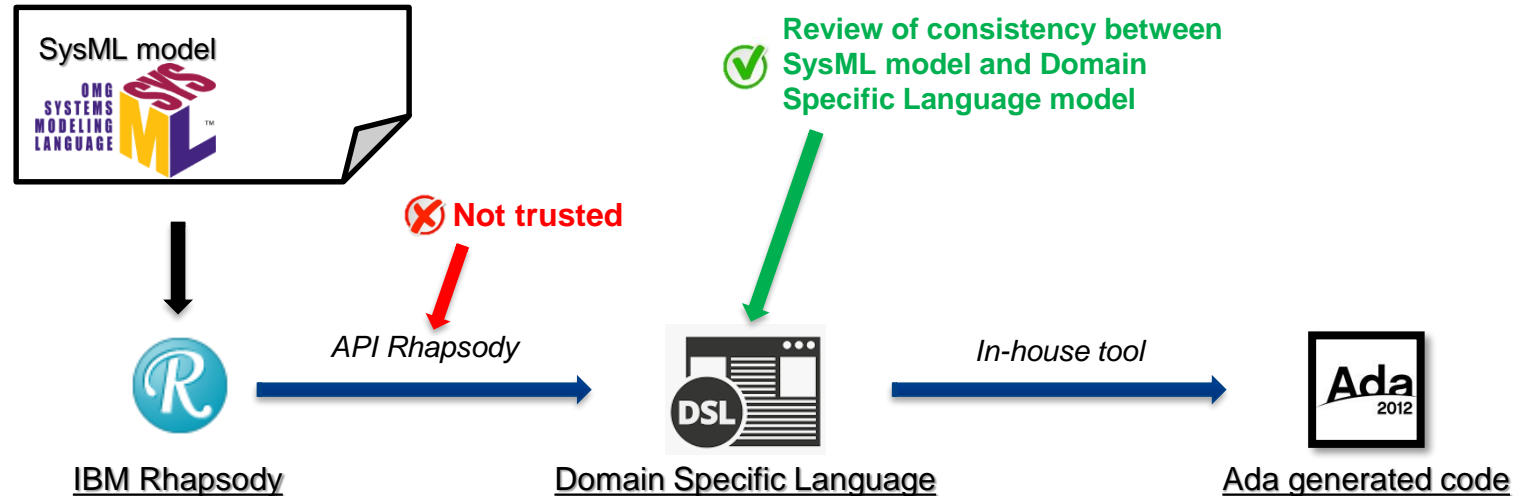 SysML model
OMG
SYSTEMS
MODELING
LANGUAGE
SYS
ML
TM
Review of consistency between
SysML model and Domain
Specific Language model
Not trusted
API Rhapsody
In-house tool
R
DSL
Ada
2012
IBM Rhapsody
Domain Specific Language
Ada generated code